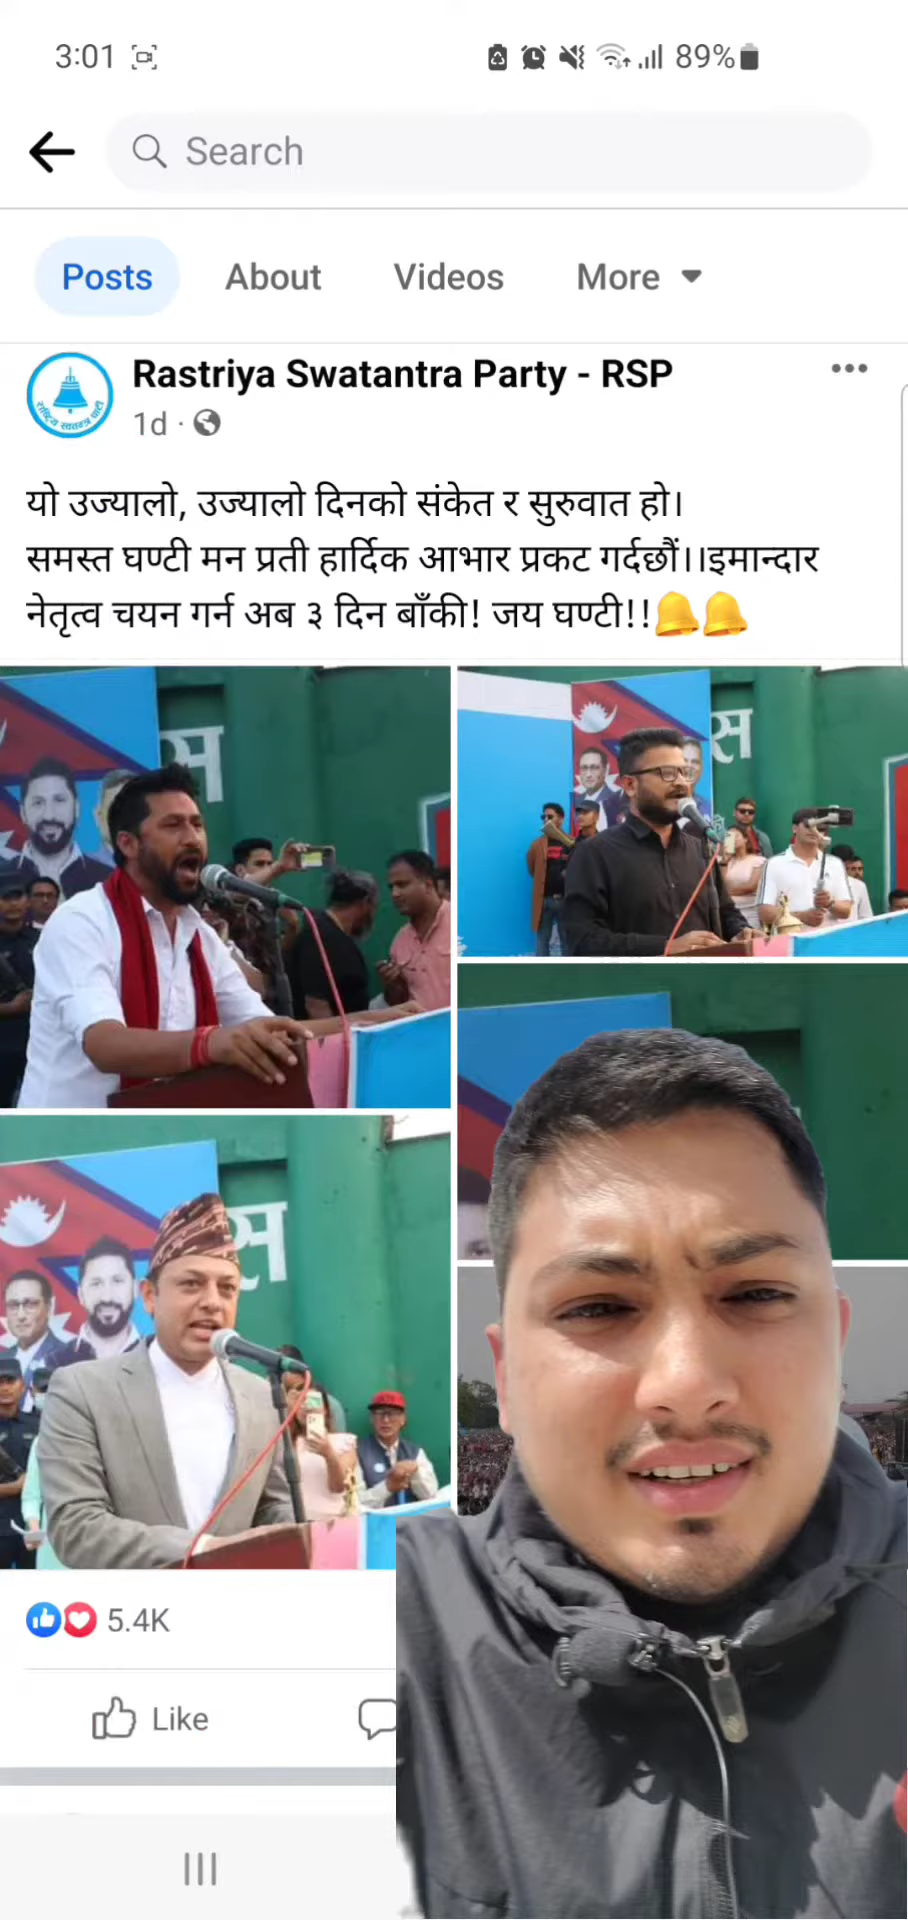 3:01
89%
Search
Posts About Videos More
Rastriya Swatantra Party - RSP
1d
यो उज्यालो, उज्यालो दिनको संकेत र सुरुवात हो।
समस्त घण्टी मन प्रती हार्दिक आभार प्रकट गर्दछौं।।इमान्दार
नेतृत्व चयन गर्न अब ३ दिन बाँकी! जय घण्टी!!
स
स
स
5.4K
Like